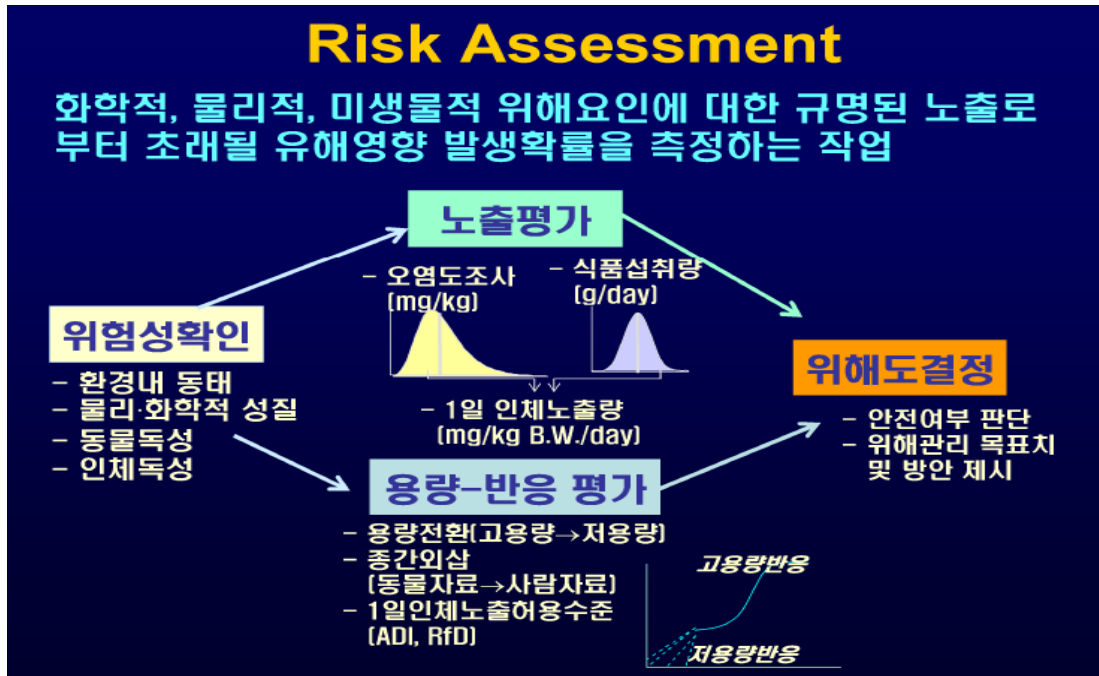 Risk Assessment
화학적, 물리적, 미생물적 위해요인에 대한 규명된 노출로
부터 초래될 유해영향 발생확률을 측정하는 작업
노출평가
- 오염도조사
(mg/kg)
- 식품섭취량
(g/day)
위험성확인
- 환경내 동태
- 물리·화학적 성질
- 동물독성
- 인체독성
- 1일 인체노출량
(mg/kg B.W./day)
위해도결정
- 안전여부 판단
- 위해관리 목표치
및 방안 제시
용량-반응 평가
- 용량전환(고용량→저용량)
- 종간외삽
(동물자료→사람자료)
- 1일인체노출허용수준
(ADI, RfD)
고용량반응
저용량반응